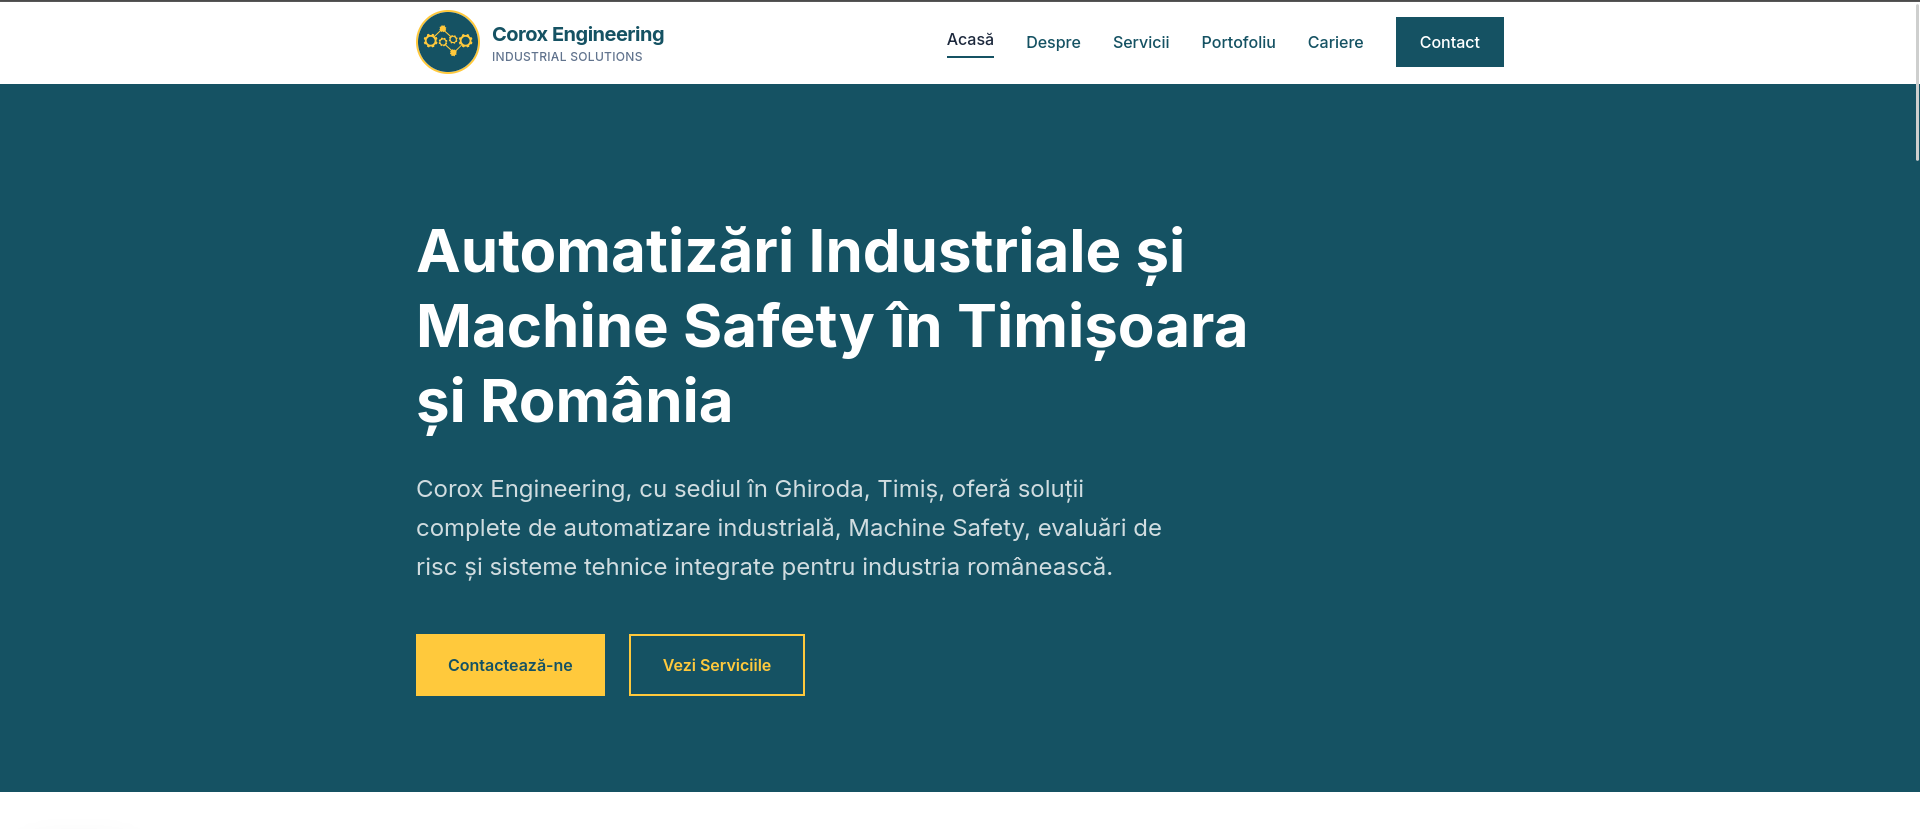 Corox Engineering
INDUSTRIAL SOLUTIONS
Acasă
Despre
Servicii
Portofoliu
Cariere
Contact
Automatizări Industriale și
Machine Safety în Timișoara
și România
Corox Engineering, cu sediul în Ghiroda, Timiș, oferă soluții
complete de automatizare industrială, Machine Safety, evaluări de
risc și sisteme tehnice integrate pentru industria românească.
Contactează-ne
Vezi Serviciile